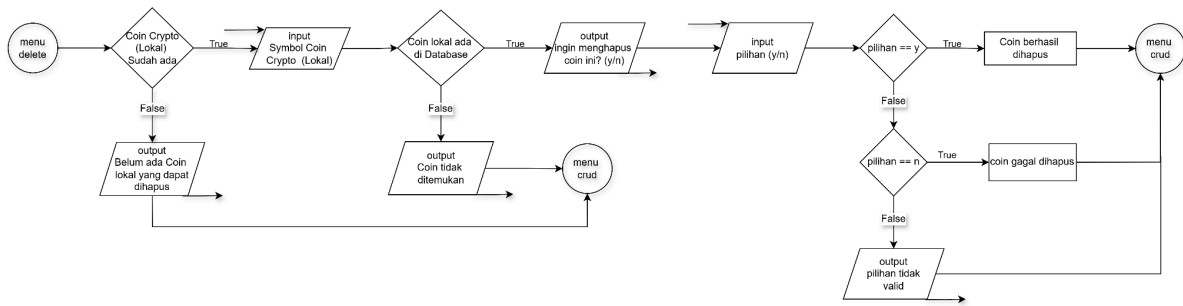 menu
delete
Coin Crypto
(Lokal)
Sudah ada
True
input
Symbol Coin
Crypto (Lokal)
Coin lokal ada
di Database
True
output
ingin menghapus
coin ini? (y/n)
input
pilihan (y/n)
pilihan == y
True
Coin berhasil
dihapus
menu
crud
False
output
Belum ada Coin
lokal yang dapat
dihapus
False
output
Coin tidak
ditemukan
menu
crud
False
pilihan == n
True
coin gagal dihapus
False
output
pilihan tidak
valid